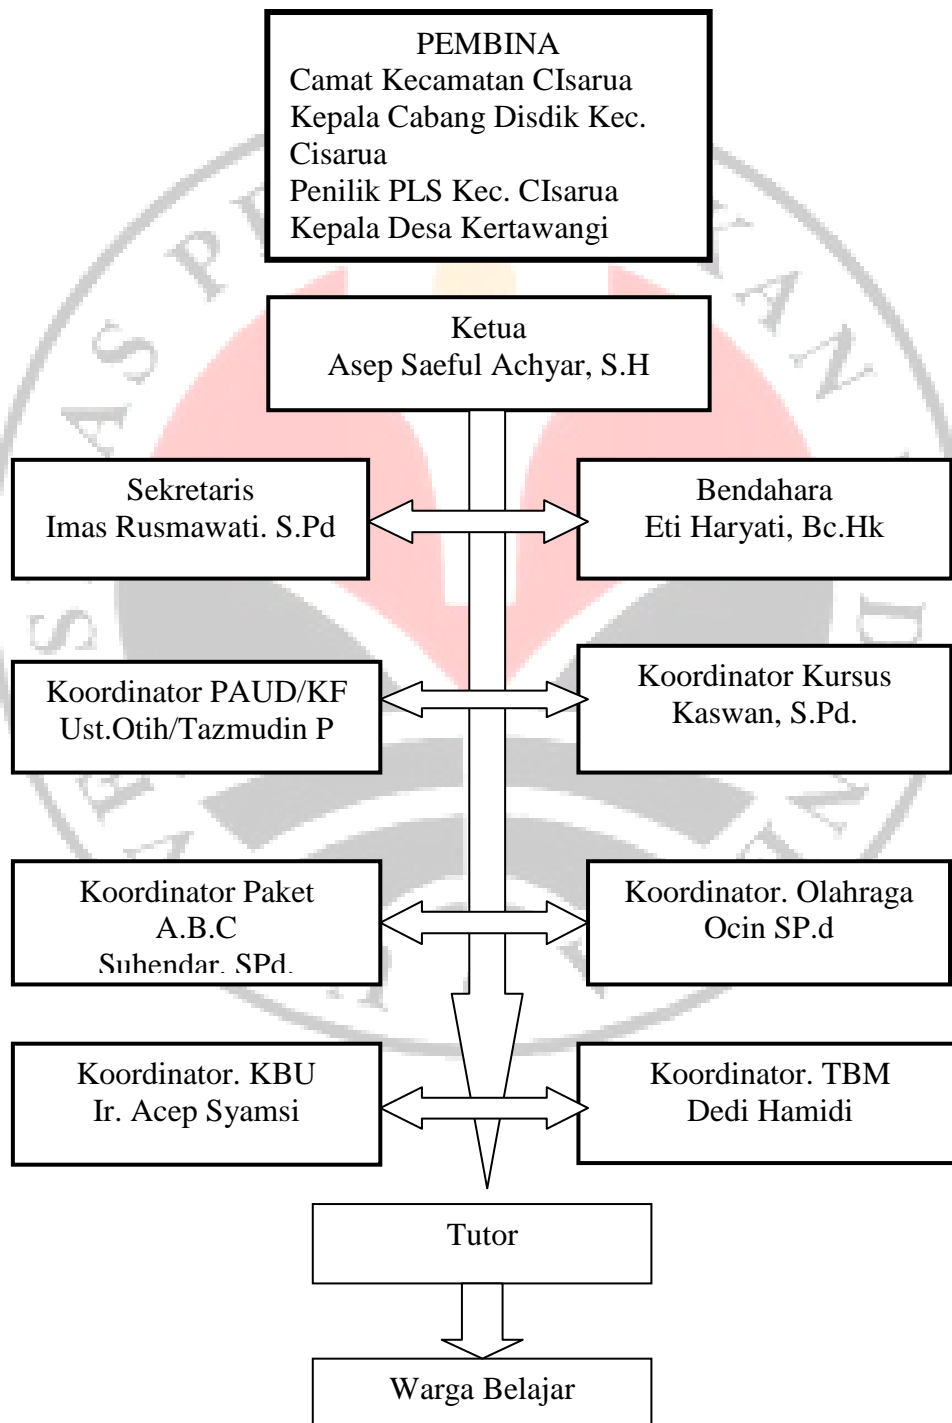 PEMBINA
Camat Kecamatan CIsarua
Kepala Cabang Disdik Kec.
Cisarua
Penilik PLS Kec. CIsarua
Kepala Desa Kertawangi
Ketua
Asep Saeful Achyar, S.H
Sekretaris
Imas Rusmawati. S.Pd
Bendahara
Eti Haryati, Bc.Hk
Koordinator PAUD/KF
Ust.Otih/Tazmudin P
Koordinator Kursus
Kaswan, S.Pd.
Koordinator Paket
A.B.C
Suhendar. SPd.
Koordinator. Olahraga
Ocin SP.d
Koordinator. KBU
Ir. Acep Syamsi
Koordinator. TBM
Dedi Hamidi
Tutor
Warga Belajar